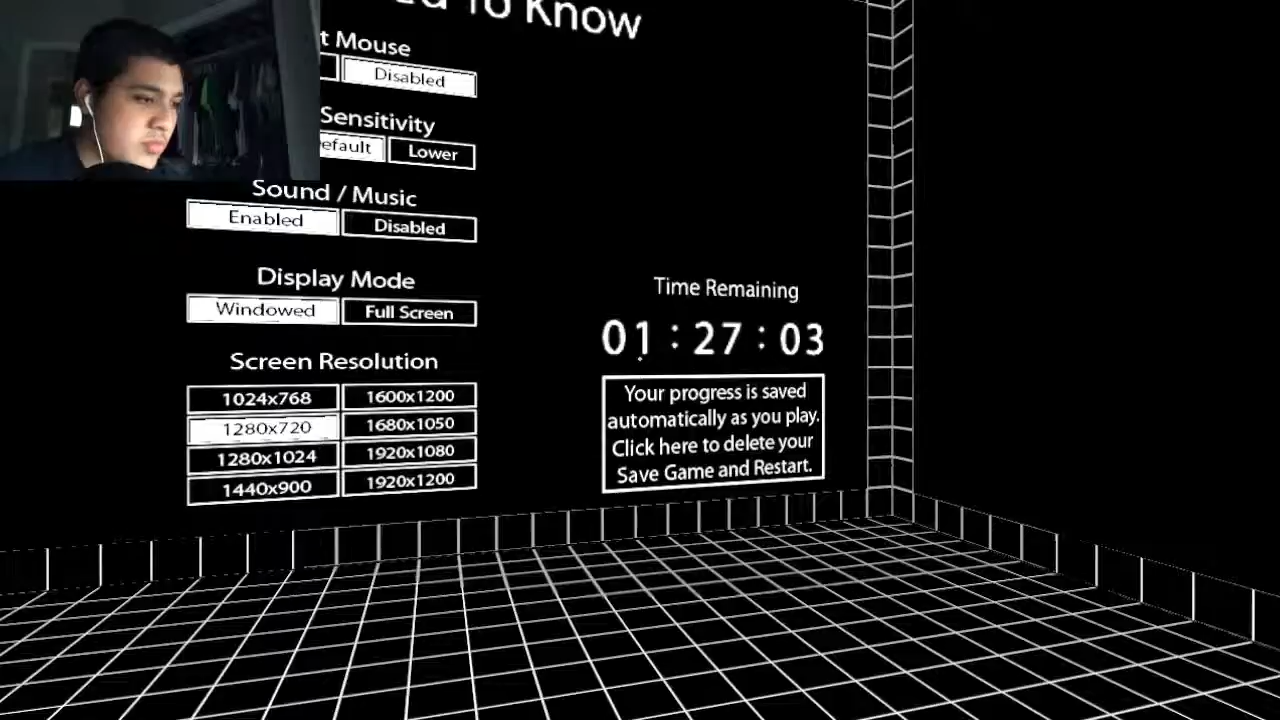 To Know
t Mouse
Disabled
Sensitivity
Lower
Sound / Music
Enabled
Disabled
Display Mode
Windowed
Full Screen
Screen Resolution
1024x768
1600x1200
1280x720
1680x1050
1280x1024
1920x1080
1440x900
1920x1200
Time Remaining
01 : 27 : 03
Your progress is saved
automatically as you play.
Click here to delete your
Save Game and Restart.